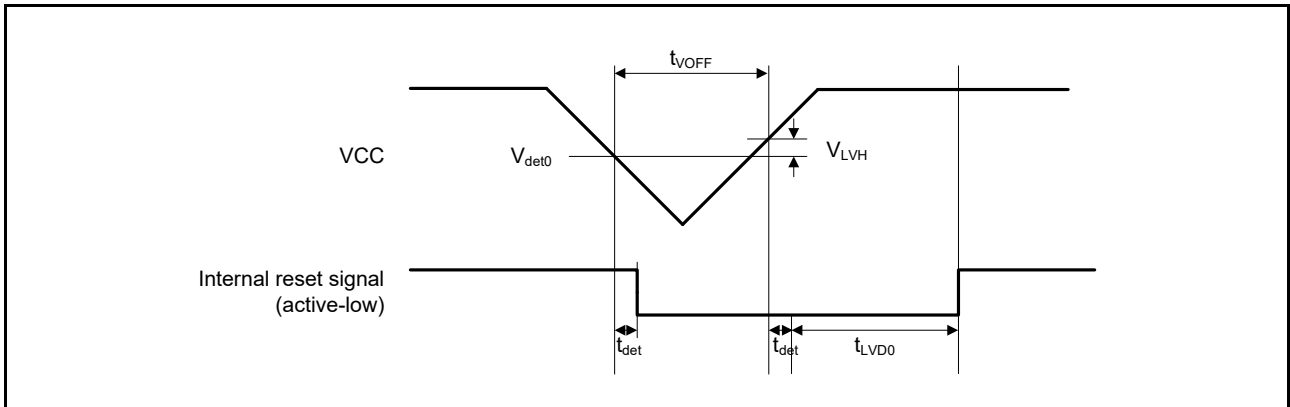 tVOFF
VCC
Vdet0
VLVH
Internal reset signal
(active-low)
tdet
tdet
tLVD0